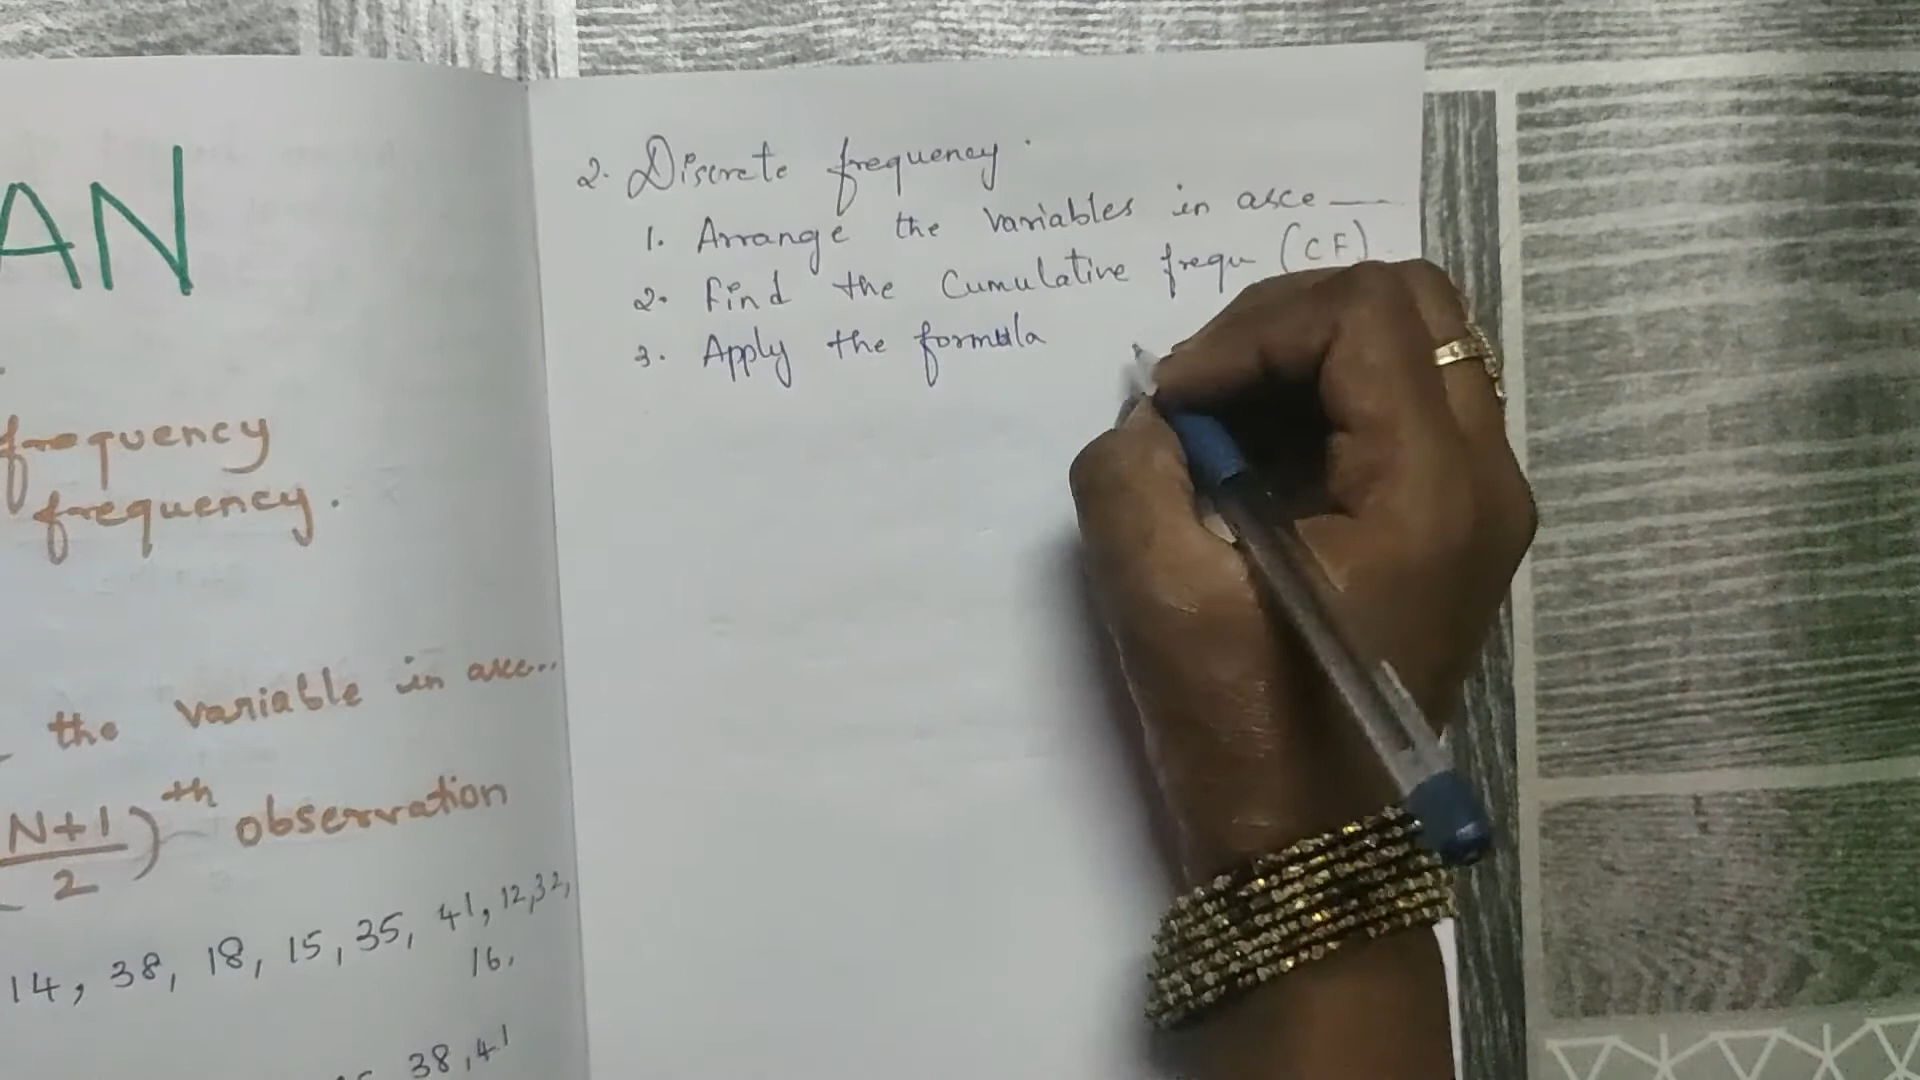 AN
frequency
frequency.
the variable in asce...
N+1
2
)th observation
14, 38, 18, 15, 35, 41, 12, 32,
16,
38, 41
2. Discrete frequency.
1. Arrange the variables in asce
2. Find the Cumulative frequ (CF)
3. Apply the formula